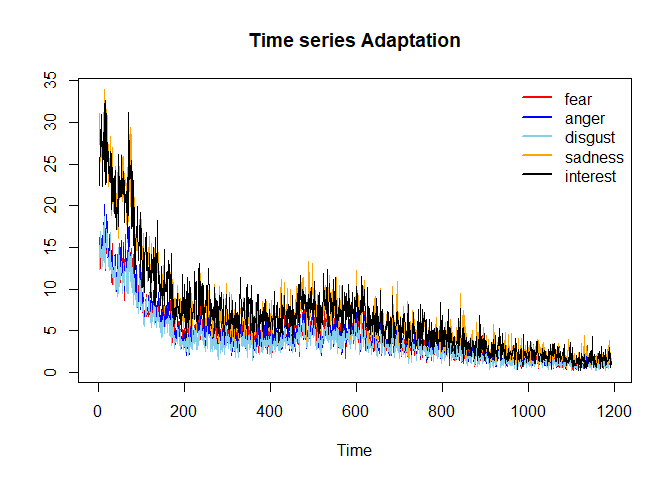 Time series Adaptation
35
30
25
20
15
10
5
0
fear
anger
disgust
sadness
interest
0 200 400 600 800 1000 1200
Time